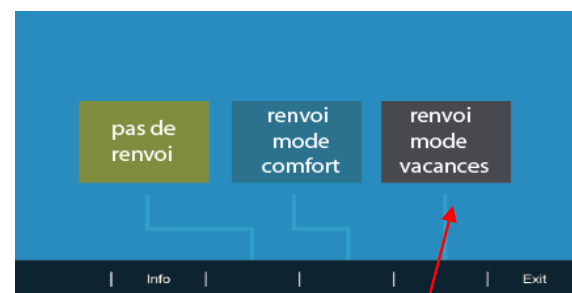 pas de
renvoi
renvoi
mode
comfort
renvoi
mode
vacances
Info
Exit